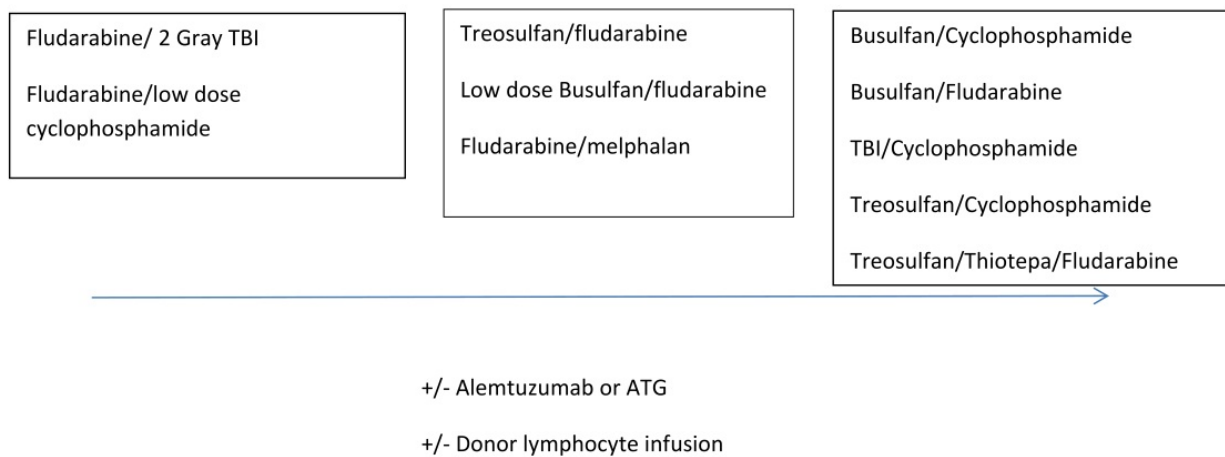 Fludarabine/ 2 Gray TBI
Fludarabine/low dose
cyclophosphamide
Treosulfan/fludarabine
Low dose Busulfan/fludarabine
Fludarabine/melphalan
Busulfan/Cyclophosphamide
Busulfan/Fludarabine
TBI/Cyclophosphamide
Treosulfan/Cyclophosphamide
Treosulfan/Thiotepa/Fludarabine
+/- Alemtuzumab or ATG
+/- Donor lymphocyte infusion